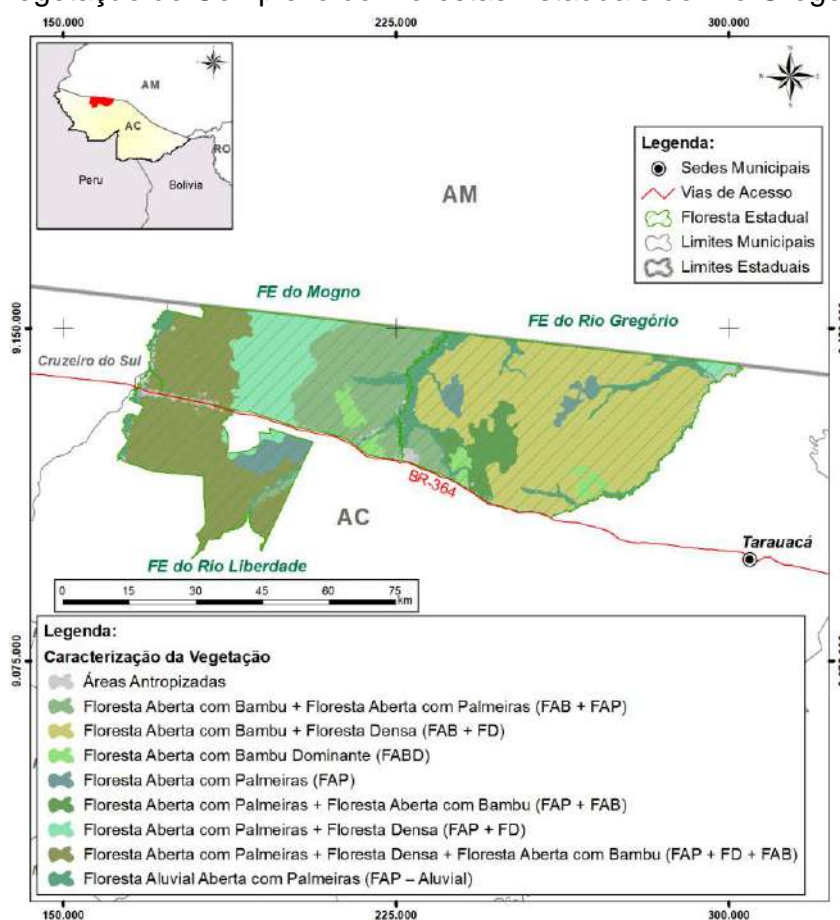 150.000 225.000 300.000
AM
AC
RO
Peru
Bolivia
Legenda:
Sedes Municipais
Vias de Acesso
Floresta Estadual
Limites Municipais
Limites Estaduais
AM
FE do Mogno
FE do Rio Gregório
9.150.000
Cruzeiro do Sul
BR-364
AC
Tarauacá
FE do Rio Liberdade
0 15 30 45 60 75
km
9.075.000
Legenda:
Caracterização da Vegetação
Áreas Antropizadas
Floresta Aberta com Bambu + Floresta Aberta com Palmeiras (FAB + FAP)
Floresta Aberta com Bambu + Floresta Densa (FAB + FD)
Floresta Aberta com Bambu Dominante (FABD)
Floresta Aberta com Palmeiras (FAP)
Floresta Aberta com Palmeiras + Floresta Aberta com Bambu (FAP + FAB)
Floresta Aberta com Palmeiras + Floresta Densa (FAP + FD)
Floresta Aberta com Palmeiras + Floresta Densa + Floresta Aberta com Bambu (FAP + FD + FAB)
Floresta Aluvial Aberta com Palmeiras (FAP – Aluvial)
150.000 225.000 300.000